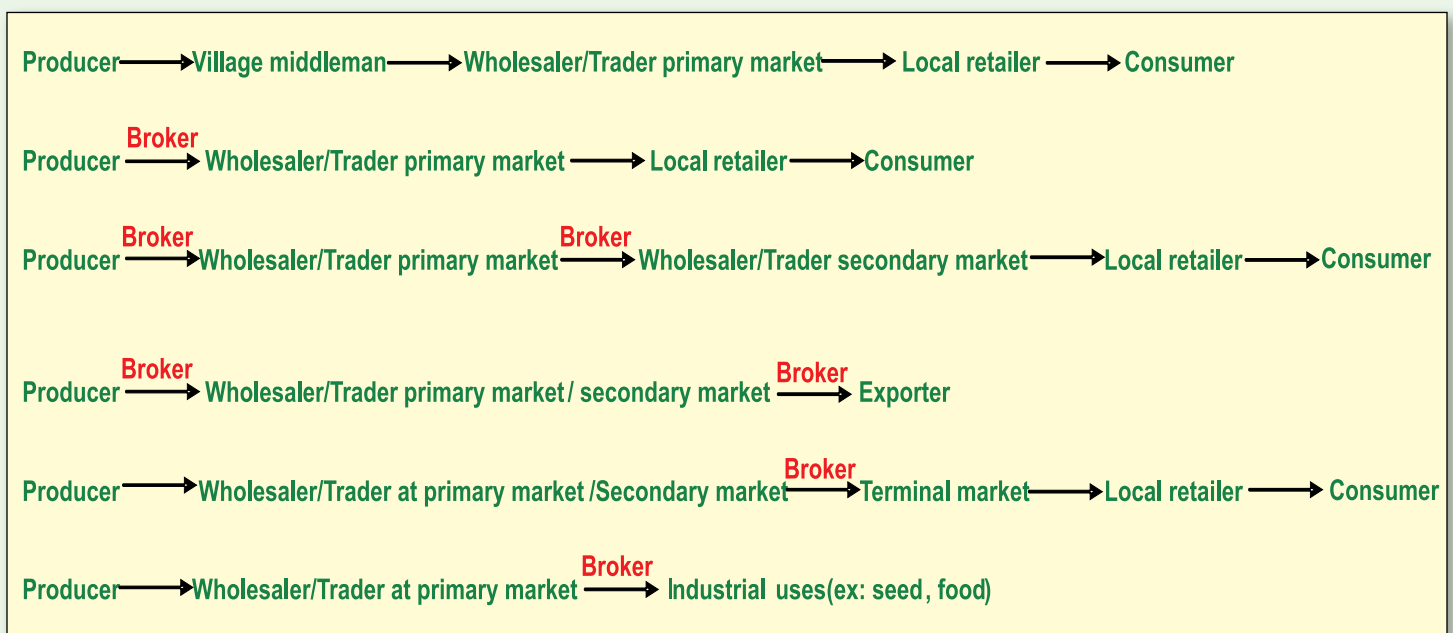 Producer → Village middleman → Wholesaler/Trader primary market → Local retailer → Consumer
Broker
Producer → Wholesaler/Trader primary market → Local retailer → Consumer
Broker Broker
Producer → Wholesaler/Trader primary market → Wholesaler/Trader secondary market → Local retailer → Consumer
Broker Broker
Producer → Wholesaler/Trader primary market / secondary market → Exporter
Broker
Producer → Wholesaler/Trader at primary market /Secondary market → Terminal market → Local retailer → Consumer
Broker
Producer → Wholesaler/Trader at primary market → Industrial uses(ex: seed , food)